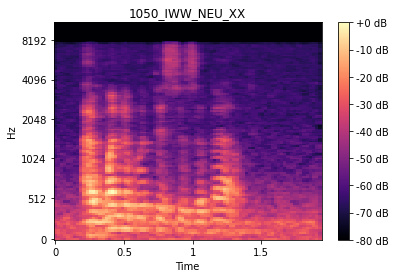 1050_IWW_NEU_XX
8192
4096
2048
1024
512
0
Hz
0
0.5
1
1.5
Time
+0 dB
-10 dB
-20 dB
-30 dB
-40 dB
-50 dB
-60 dB
-70 dB
-80 dB